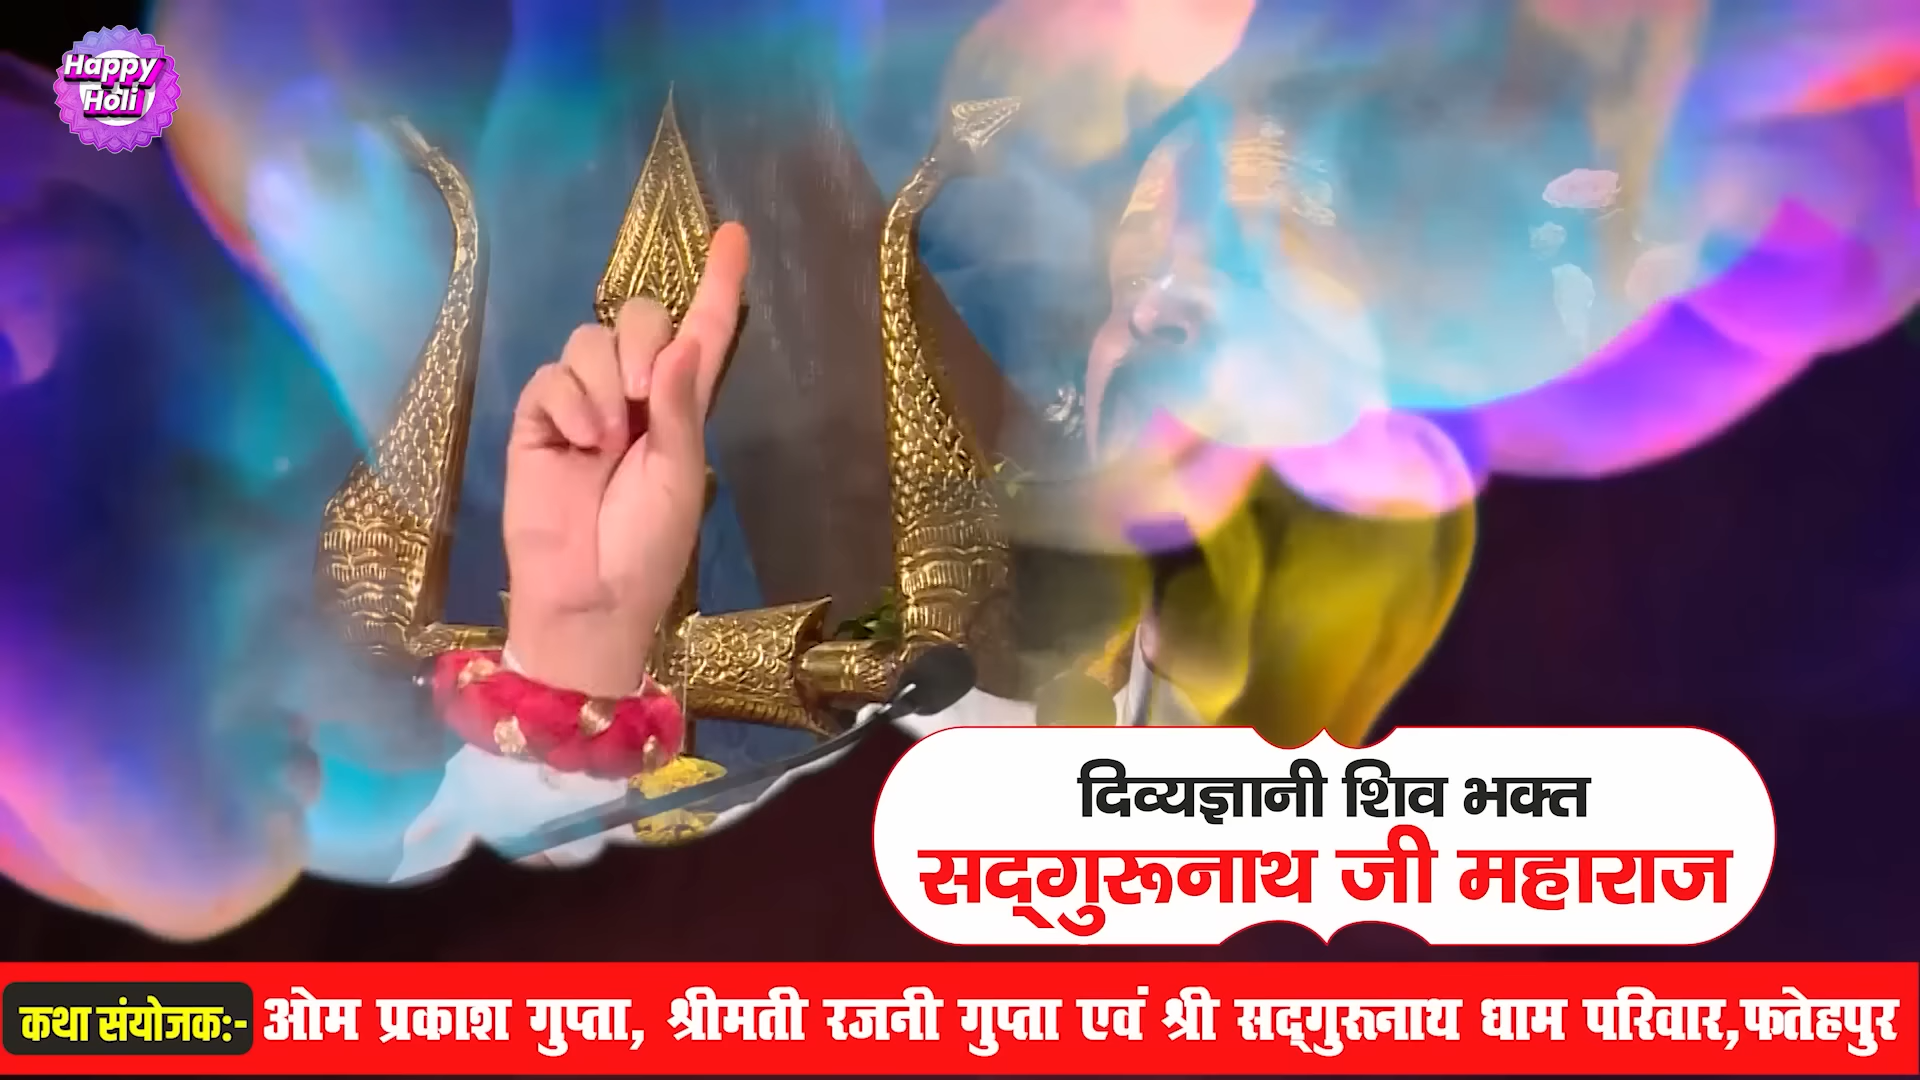 Happy
Holi
दिव्यज्ञानी शिव भक्त
सद्‌गुरूनाथ जी महाराज
कथा संयोजक:- ओम प्रकाश गुप्ता, श्रीमती रजनी गुप्ता एवं श्री सद्‌गुरुनाथ धाम परिवार,फतेहपुर